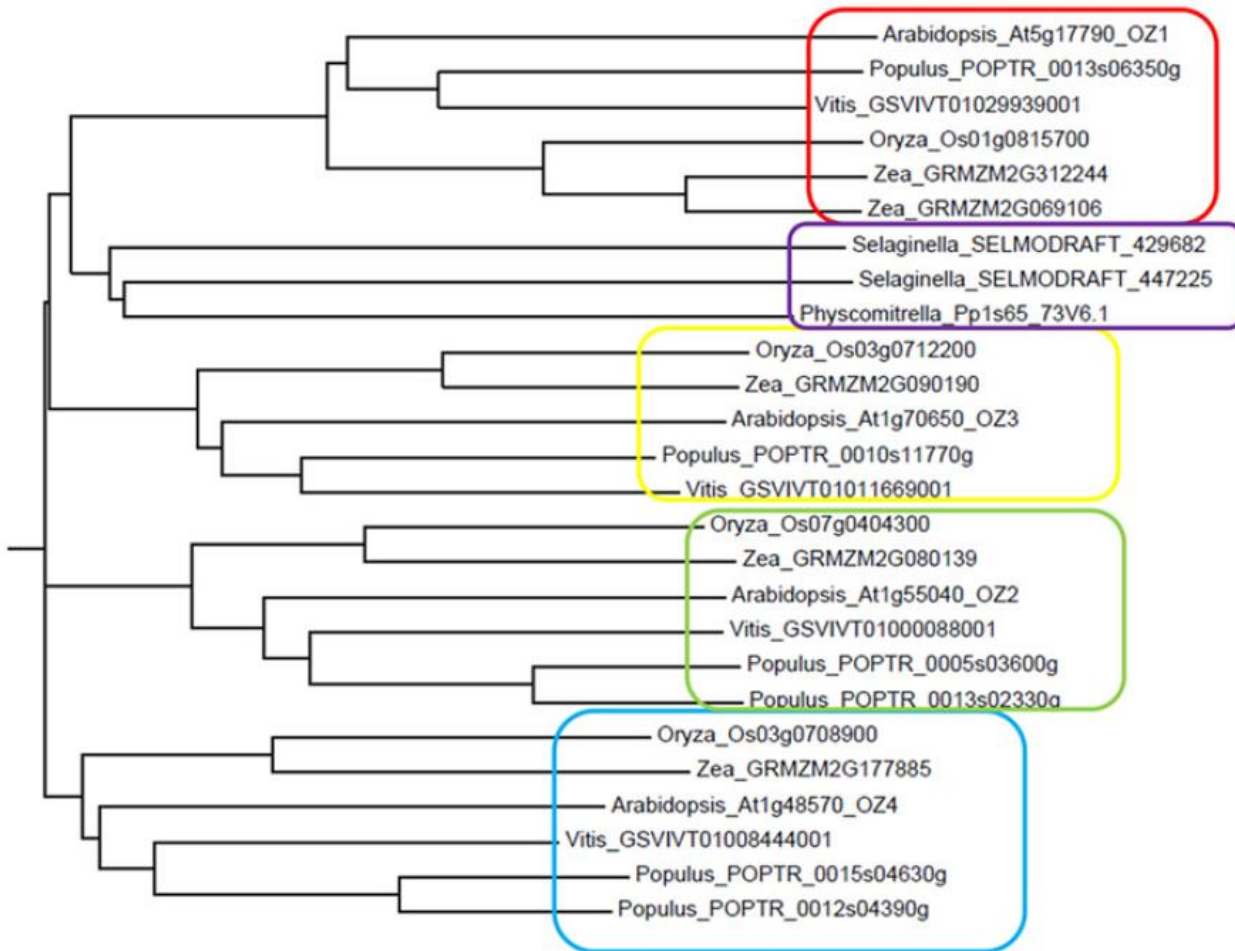 Arabidopsis_At5g17790_OZ1
Populus_POPTR_0013s06350g
Vitis_GSVIVT01029939001
Oryza_Os01g0815700
Zea_GRMZM2G312244
Zea_GRMZM2G069106
Selaginella_SELMODRAFT_429682
Selaginella_SELMODRAFT_447225
Physcomitrella_Pp1s65_73V6.1
Oryza_Os03g0712200
Zea_GRMZM2G090190
Arabidopsis_At1g70650_OZ3
Populus_POPTR_0010s11770g
Vitis_GSVIVT01011669001
Oryza_Os07g0404300
Zea_GRMZM2G080139
Arabidopsis_At1g55040_OZ2
Vitis_GSVIVT01000088001
Populus_POPTR_0005s03600g
Populus_POPTR_0013s02330g
Oryza_Os03g0708900
Zea_GRMZM2G177885
Arabidopsis_At1g48570_OZ4
Vitis_GSVIVT01008444001
Populus_POPTR_0015s04630g
Populus_POPTR_0012s04390g